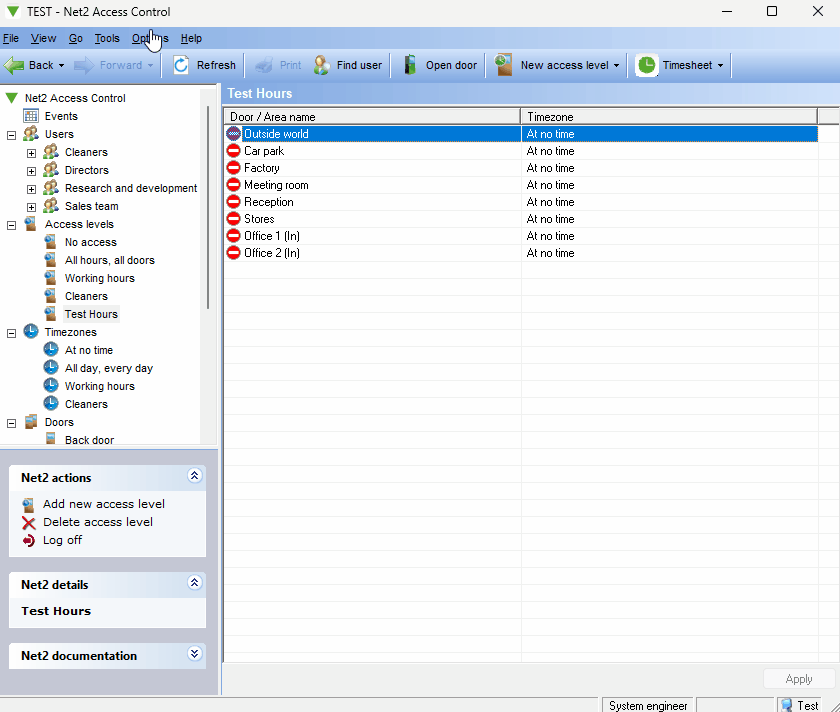 TEST - Net2 Access Control
File View Go Tools Options Help
Back Forward Refresh Print Find user Open door New access level Timesheet
Net2 Access Control
Events
Users
Cleaners
Directors
Research and development
Sales team
Access levels
No access
All hours, all doors
Working hours
Cleaners
Test Hours
Timezones
At no time
All day, every day
Working hours
Cleaners
Doors
Back door
Net2 actions
Add new access level
Delete access level
Log off
Net2 details
Test Hours
Net2 documentation
Test Hours
Door / Area name Timezone
Outside world At no time
Car park At no time
Factory At no time
Meeting room At no time
Reception At no time
Stores At no time
Office 1 (In) At no time
Office 2 (In) At no time
Apply
System engineer Test